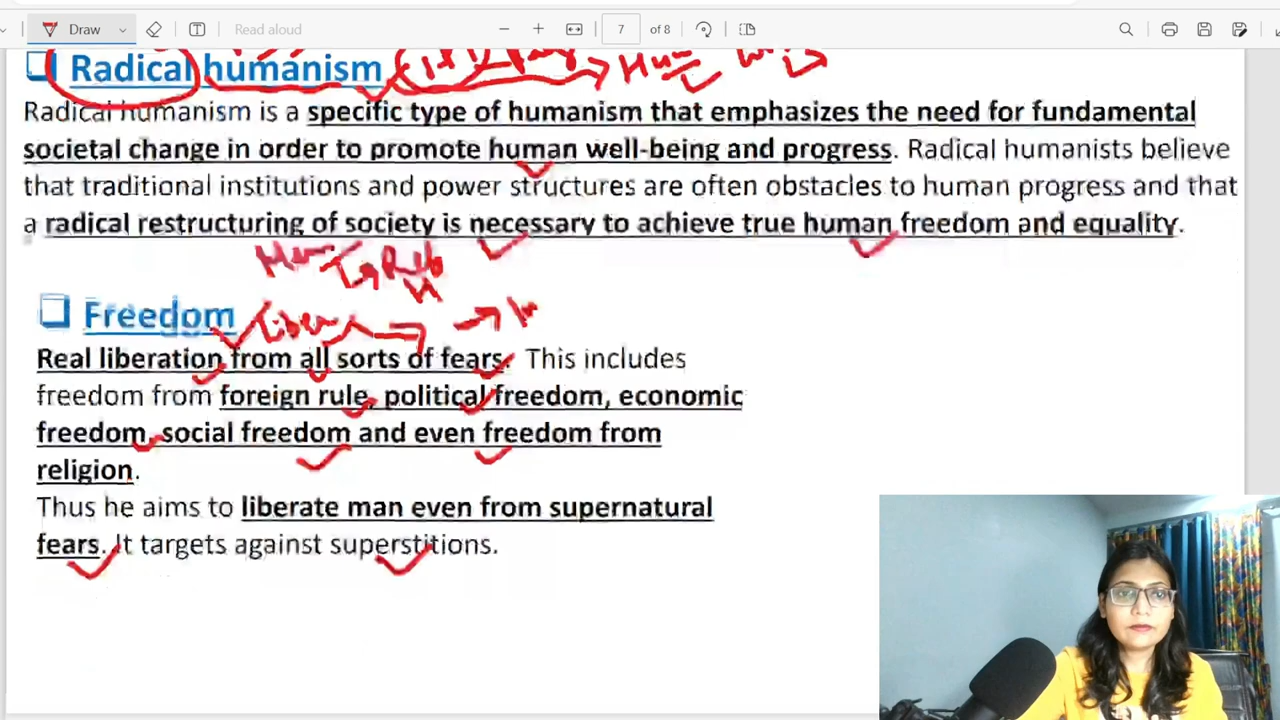 Draw
Read aloud
7 of 8
Radical humanism
Radical humanism is a specific type of humanism that emphasizes the need for fundamental
societal change in order to promote human well-being and progress. Radical humanists believe
that traditional institutions and power structures are often obstacles to human progress and that
a radical restructuring of society is necessary to achieve true human freedom and equality.
Freedom
Real liberation from all sorts of fears. This includes
freedom from foreign rule, political freedom, economic
freedom, social freedom and even freedom from
religion.
Thus he aims to liberate man even from supernatural
fears. It targets against superstitions.